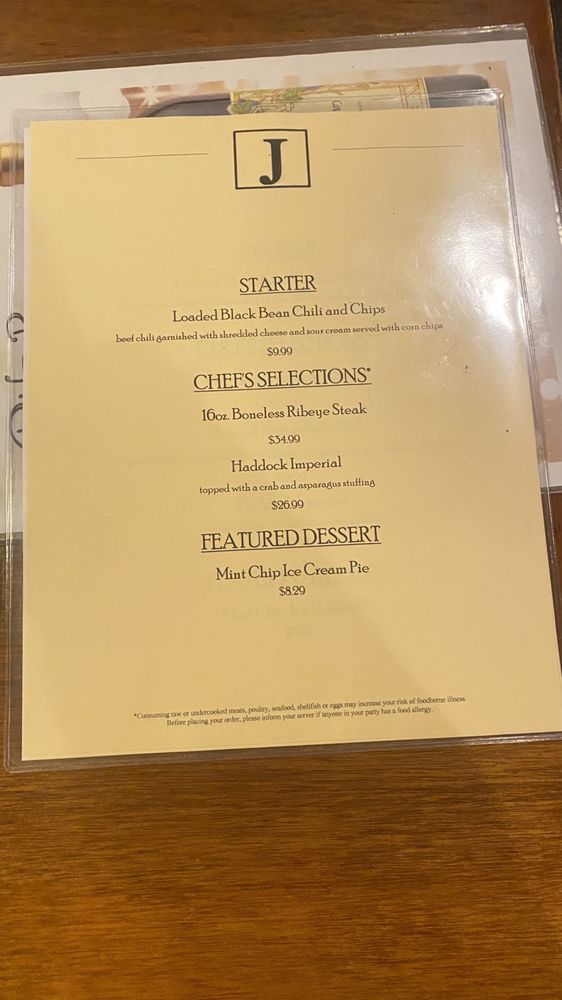 J
STARTER
Loaded Black Bean Chili and Chips
beef chili garnished with shredded cheese and sour cream served with corn chips
$9.99
CHEFS SELECTIONS*
16oz. Boneless Ribeye Steak
$34.99
Haddock Imperial
topped with a crab and asparagus stuffing
$26.99
FEATURED DESSERT
Mint Chip Ice Cream Pie
$8.29
*Consuming raw or undercooked meats, poultry, seafood, shellfish or eggs may increase your risk of foodborne illness
Before placing your order, please inform your server if anyone in your party has a food allergy.